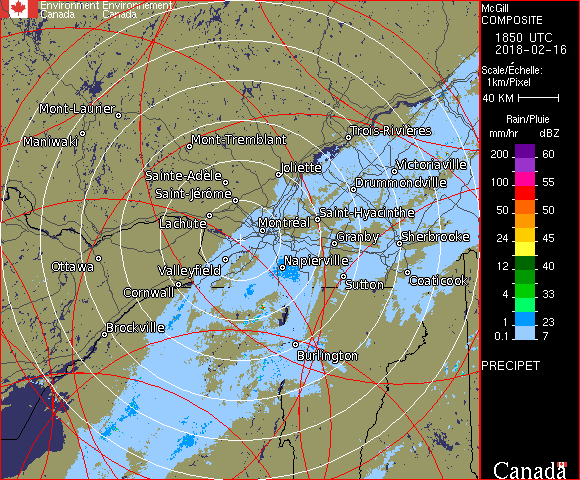 Environment Environnement
Canada Canada
McGill
COMPOSITE
1850 UTC
2018-02-16
Scale/Échelle:
1km/Pixel
40 KM
Rain/Pluie
mm/hr dBZ
200 60
100 55
50 50
24 45
12 40
4 33
1 23
0.1 7
PRECIPET
Canada
Mont-Laurier
Maniwaki
Mont-Tremblant
Trois-Rivières
Sainte-Adèle
Joliette
Victoriaville
Saint-Jérôme
Drummondville
Lachute
Montréal
Saint-Hyacinthe
Granby
Sherbrooke
Ottawa
Valleyfield
Napierville
Cornwall
Sutton
Coaticook
Brockville
Burlington